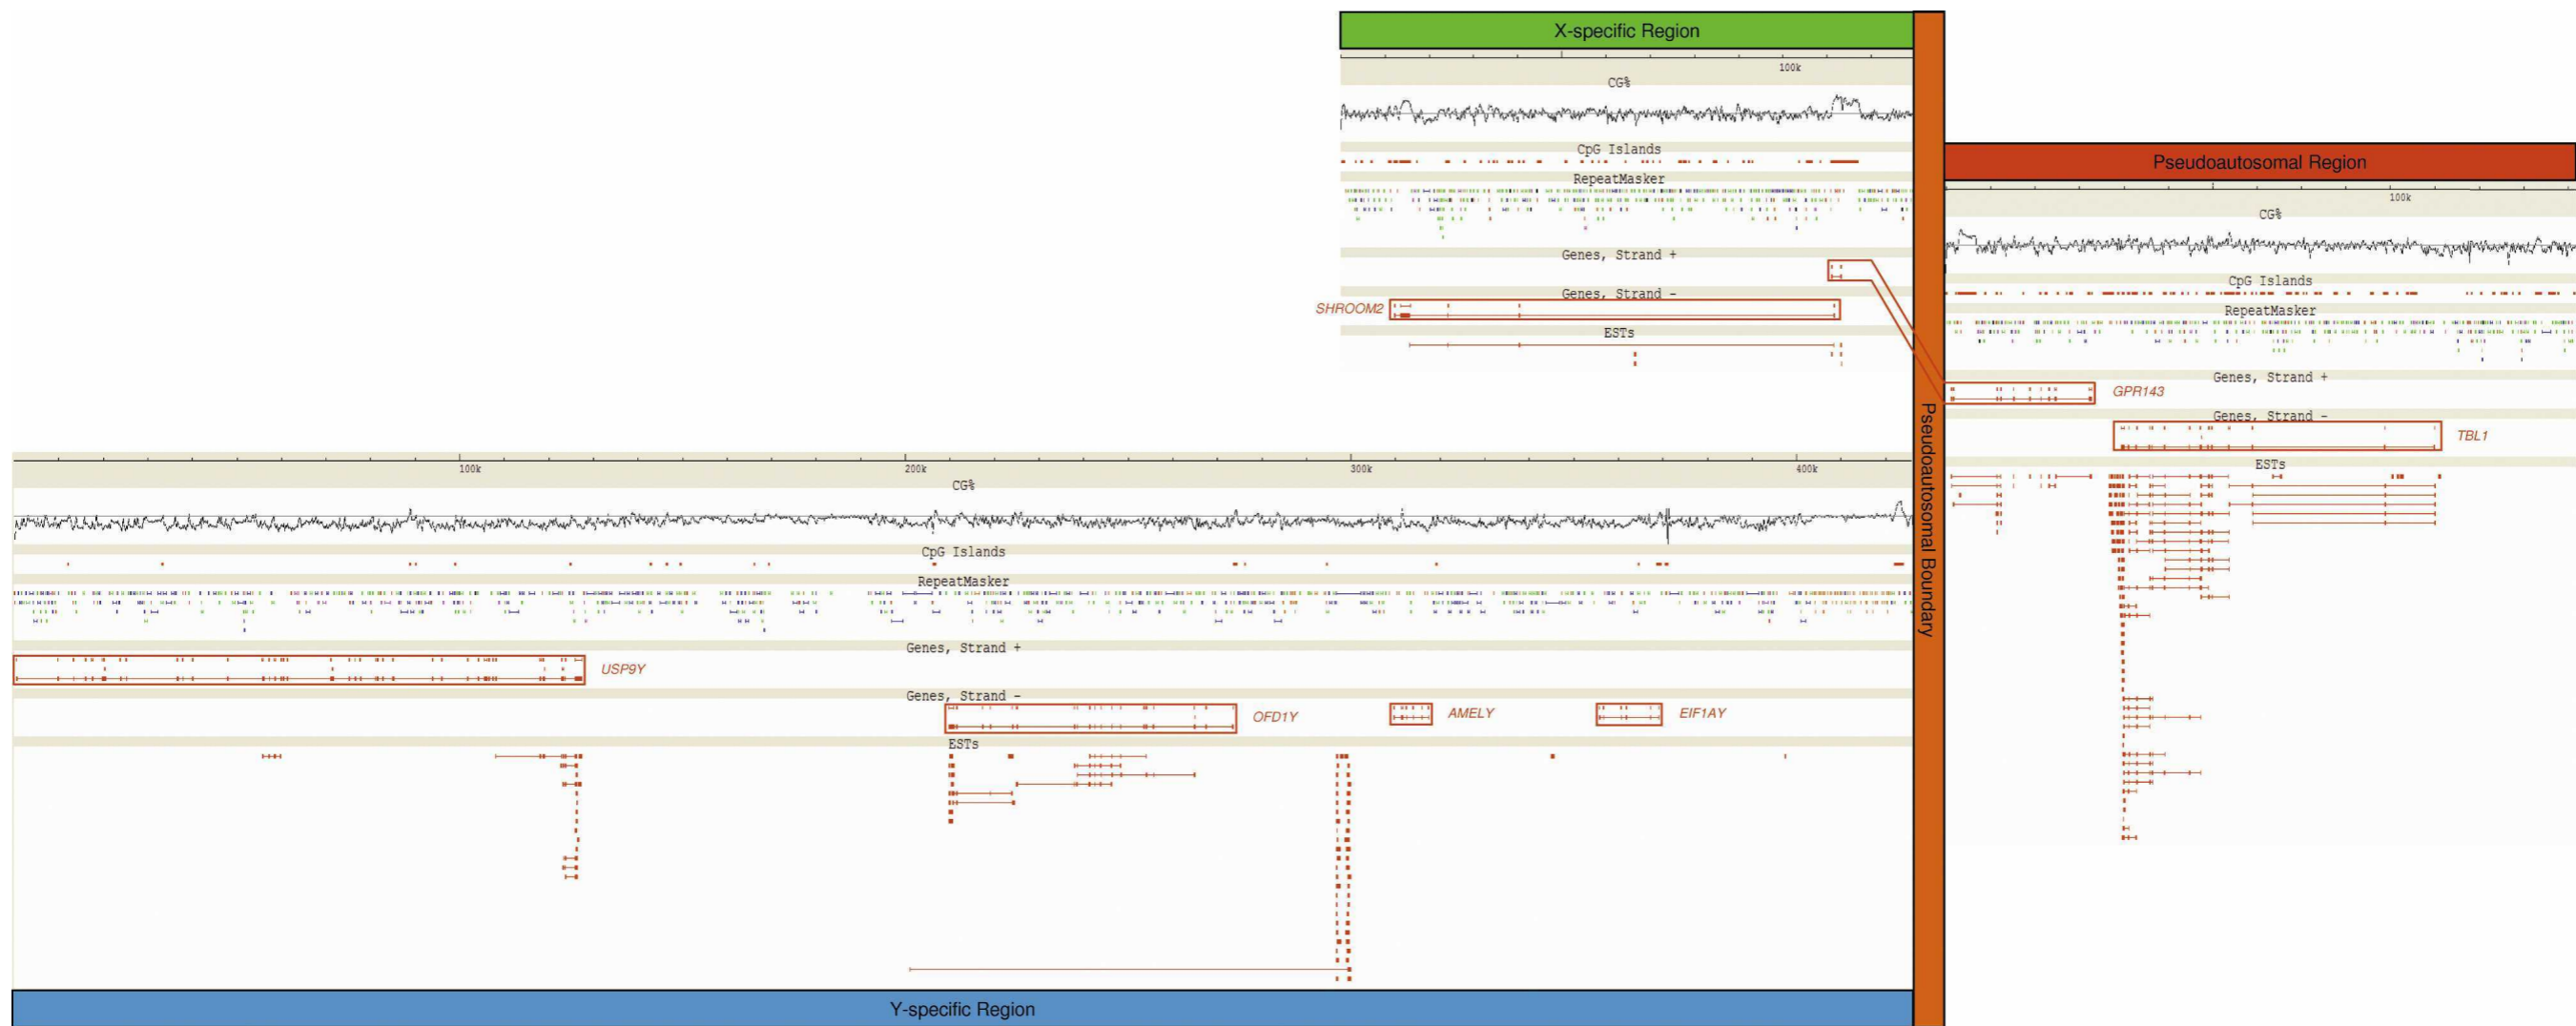 X-specific Region
100k
CG%
CpG Islands
RepeatMasker
Genes, Strand +
Genes, Strand -
SHROOM2
ESTs
Pseudoautosomal Boundary
Pseudoautosomal Region
100k
CG%
CpG Islands
RepeatMasker
Genes, Strand +
GPR143
Genes, Strand -
TBL1
ESTs
100k 200k 300k 400k
CG%
CpG Islands
RepeatMasker
Genes, Strand +
USP9Y
Genes, Strand -
OFD1Y AMELY EIF1AY
ESTs
Y-specific Region